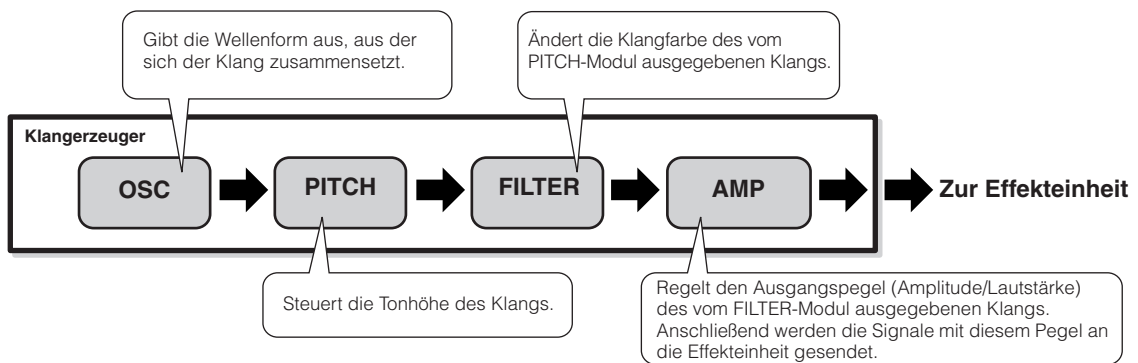 Gibt die Wellenform aus, aus der
sich der Klang zusammensetzt.
Ändert die Klangfarbe des vom
PITCH-Modul ausgegebenen Klangs.
Klangerzeuger
OSC
PITCH
FILTER
AMP
Zur Effekteinheit
Steuert die Tonhöhe des Klangs.
Regelt den Ausgangspegel (Amplitude/Lautstärke)
des vom FILTER-Modul ausgegebenen Klangs.
Anschließend werden die Signale mit diesem Pegel an
die Effekteinheit gesendet.